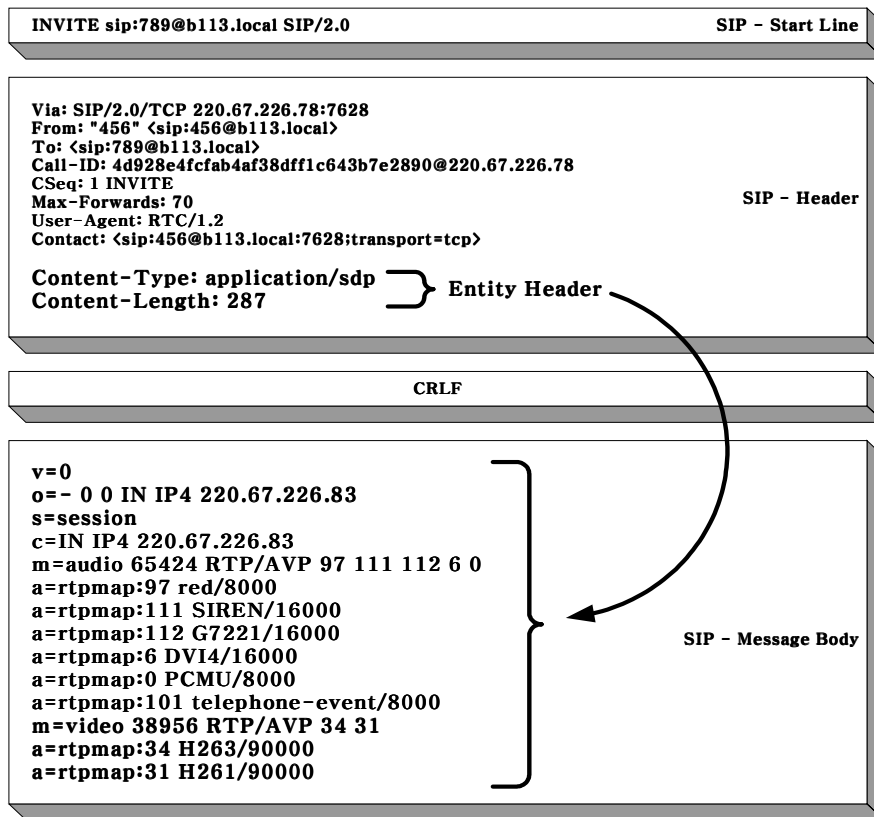 INVITE sip:789@b113.local SIP/2.0
SIP - Start Line
Via: SIP/2.0/TCP 220.67.226.78:7628
From: "456" <sip:456@b113.local>
To: <sip:789@b113.local>
Call-ID: 4d928e4fcfab4af38dff1c643b7e2890@220.67.226.78
CSeq: 1 INVITE
Max-Forwards: 70
User-Agent: RTC/1.2
Contact: <sip:456@b113.local:7628;transport=tcp>
SIP - Header
Content-Type: application/sdp
Content-Length: 287
Entity Header
CRLF
v=0
o=- 0 0 IN IP4 220.67.226.83
s=session
c=IN IP4 220.67.226.83
m=audio 65424 RTP/AVP 97 111 112 6 0
a=rtpmap:97 red/8000
a=rtpmap:111 SIREN/16000
a=rtpmap:112 G7221/16000
a=rtpmap:6 DVI4/16000
a=rtpmap:0 PCMU/8000
a=rtpmap:101 telephone-event/8000
m=video 38956 RTP/AVP 34 31
a=rtpmap:34 H263/90000
a=rtpmap:31 H261/90000
SIP - Message Body